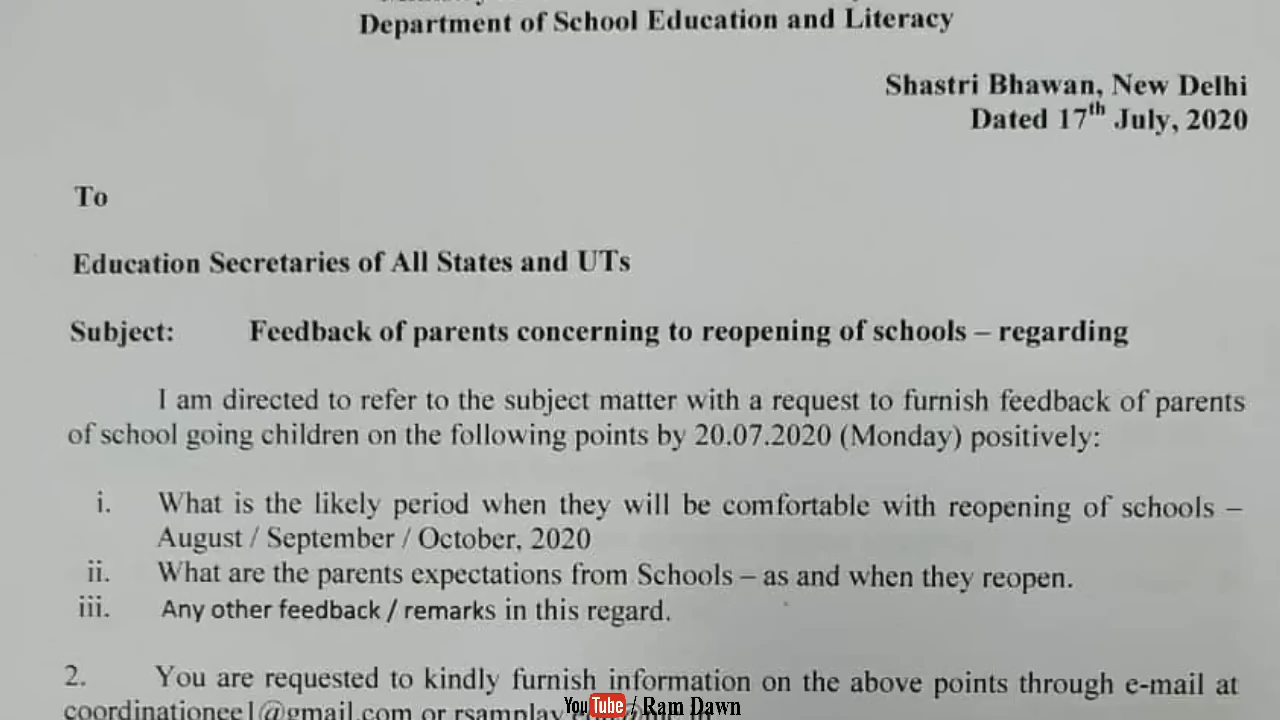 Department of School Education and Literacy
Shastri Bhawan, New Delhi
Dated 17th July, 2020
To
Education Secretaries of All States and UTs
Subject: Feedback of parents concerning to reopening of schools – regarding
I am directed to refer to the subject matter with a request to furnish feedback of parents
of school going children on the following points by 20.07.2020 (Monday) positively:
i. What is the likely period when they will be comfortable with reopening of schools –
August / September / October, 2020
ii. What are the parents expectations from Schools – as and when they reopen.
iii. Any other feedback / remarks in this regard.
2. You are requested to kindly furnish information on the above points through e-mail at
coordinationee1@gmail.com or
YouTube / Ram Dawn